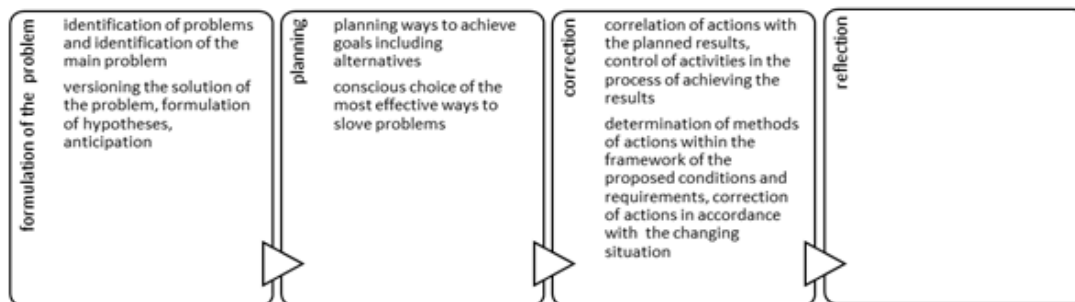 formulation of the problem
identification of problems
and identification of the
main problem
versioning the solution of
the problem, formulation
of hypotheses,
anticipation
planning
planning ways to achieve
goals including
alternatives
conscious choice of the
most effective ways to
slove problems
correction
correlation of actions with
the planned results,
control of activities in the
process of achieving the
results
determination of methods
of actions within the
framework of the
proposed conditions and
requirements, correction
of actions in accordance
with the changing
situation
reflection